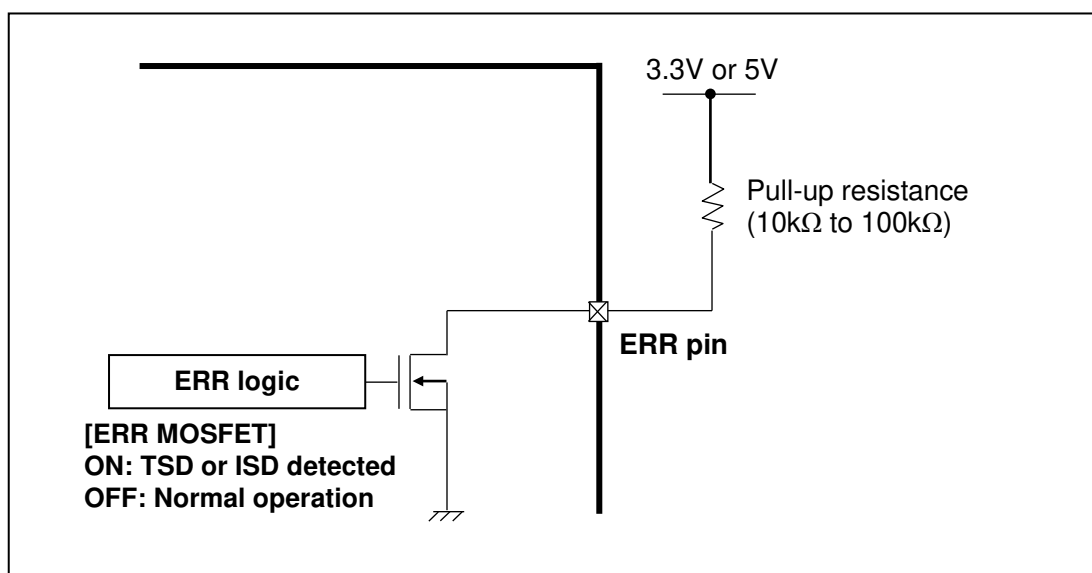 3.3V or 5V
Pull-up resistance
(10kΩ to 100kΩ)
ERR pin
ERR logic
[ERR MOSFET]
ON: TSD or ISD detected
OFF: Normal operation